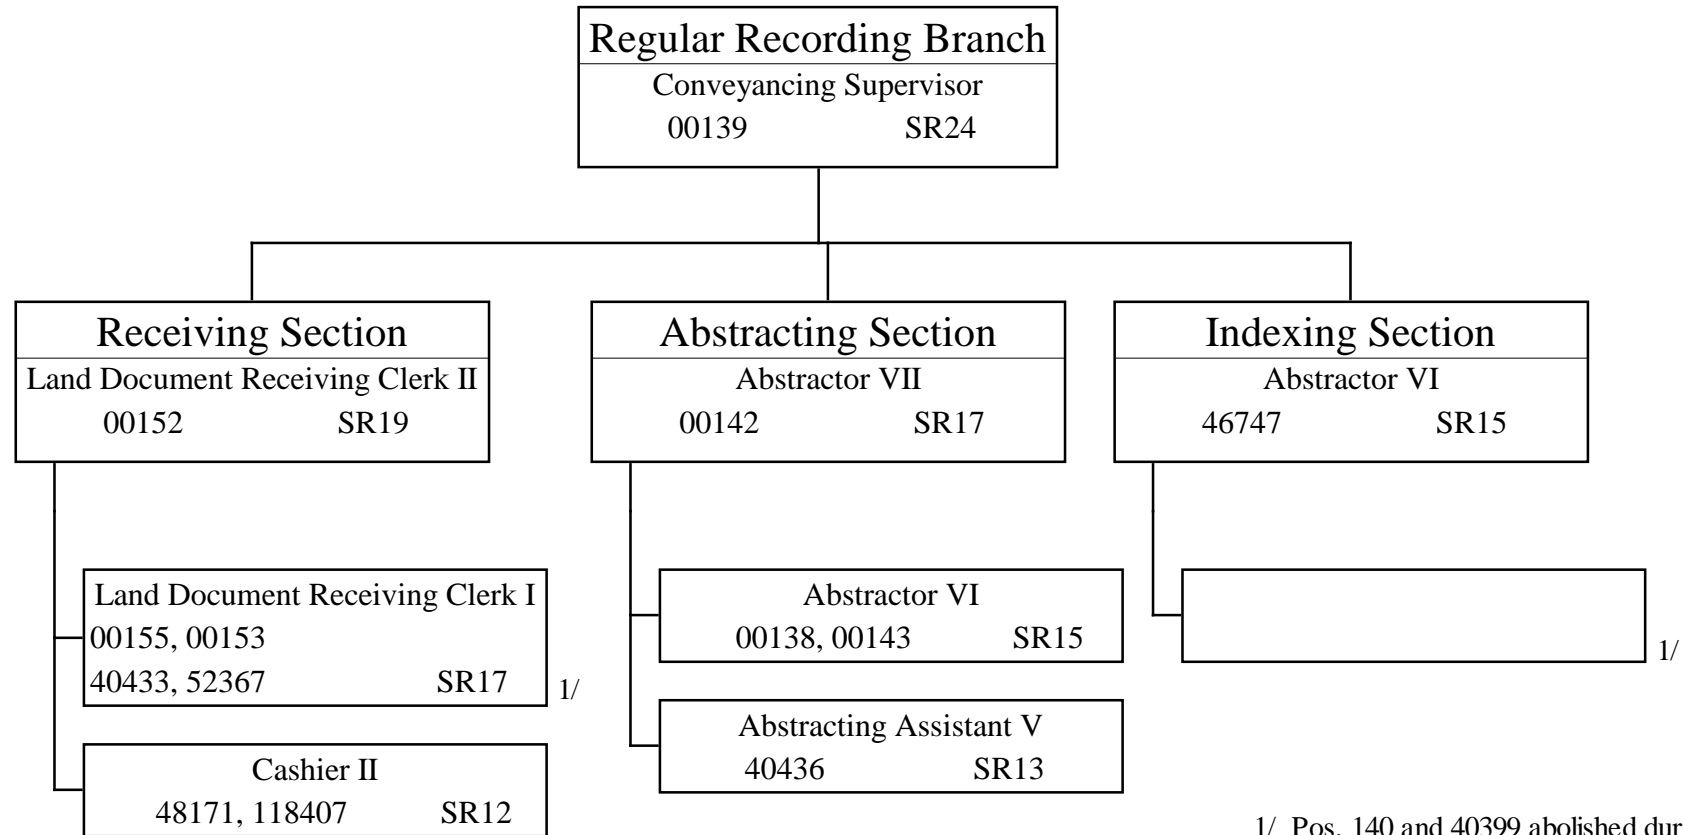 Regular Recording Branch
Conveyancing Supervisor
00139 SR24
Receiving Section
Land Document Receiving Clerk II
00152 SR19
Abstracting Section
Abstractor VII
00142 SR17
Indexing Section
Abstractor VI
46747 SR15
Land Document Receiving Clerk I
00155, 00153
40433, 52367 SR17 1/
Cashier II
48171, 118407 SR12
Abstractor VI
00138, 00143 SR15
Abstracting Assistant V
40436 SR13
1/
1/ Pos. 140 and 40399 abolished dur